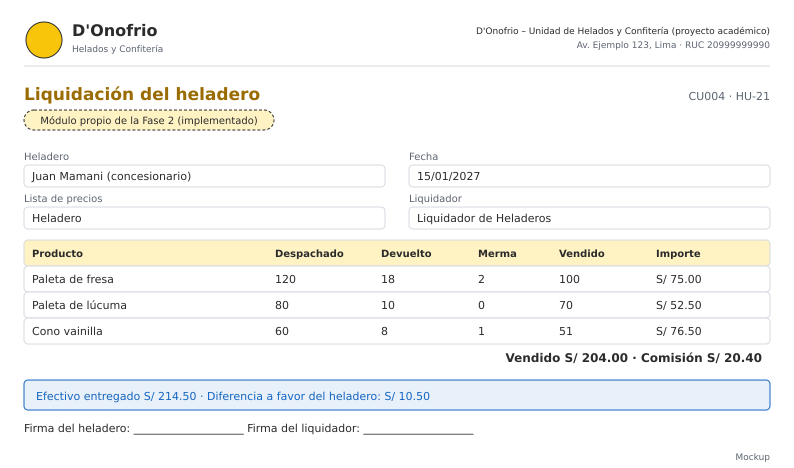 D'Onofrio
Helados y Confitería
D'Onofrio – Unidad de Helados y Confitería (proyecto académico)
Av. Ejemplo 123, Lima · RUC 20999999990
Liquidación del heladero
CU004 · HU-21
Módulo propio de la Fase 2 (implementado)
Heladero
Fecha
Juan Mamani (concesionario)
15/01/2027
Lista de precios
Liquidador
Heladero
Liquidador de Heladeros
Producto Despachado Devuelto Merma Vendido Importe
Paleta de fresa 120 18 2 100 S/ 75.00
Paleta de lúcuma 80 10 0 70 S/ 52.50
Cono vainilla 60 8 1 51 S/ 76.50
Vendido S/ 204.00 · Comisión S/ 20.40
Efectivo entregado S/ 214.50 · Diferencia a favor del heladero: S/ 10.50
Firma del heladero: ____________________ Firma del liquidador: ____________________
Mockup